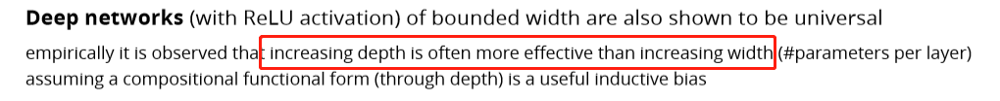 Deep networks (with ReLU activation) of bounded width are also shown to be universal
empirically it is observed that increasing depth is often more effective than increasing width (#parameters per layer)
assuming a compositional functional form (through depth) is a useful inductive bias